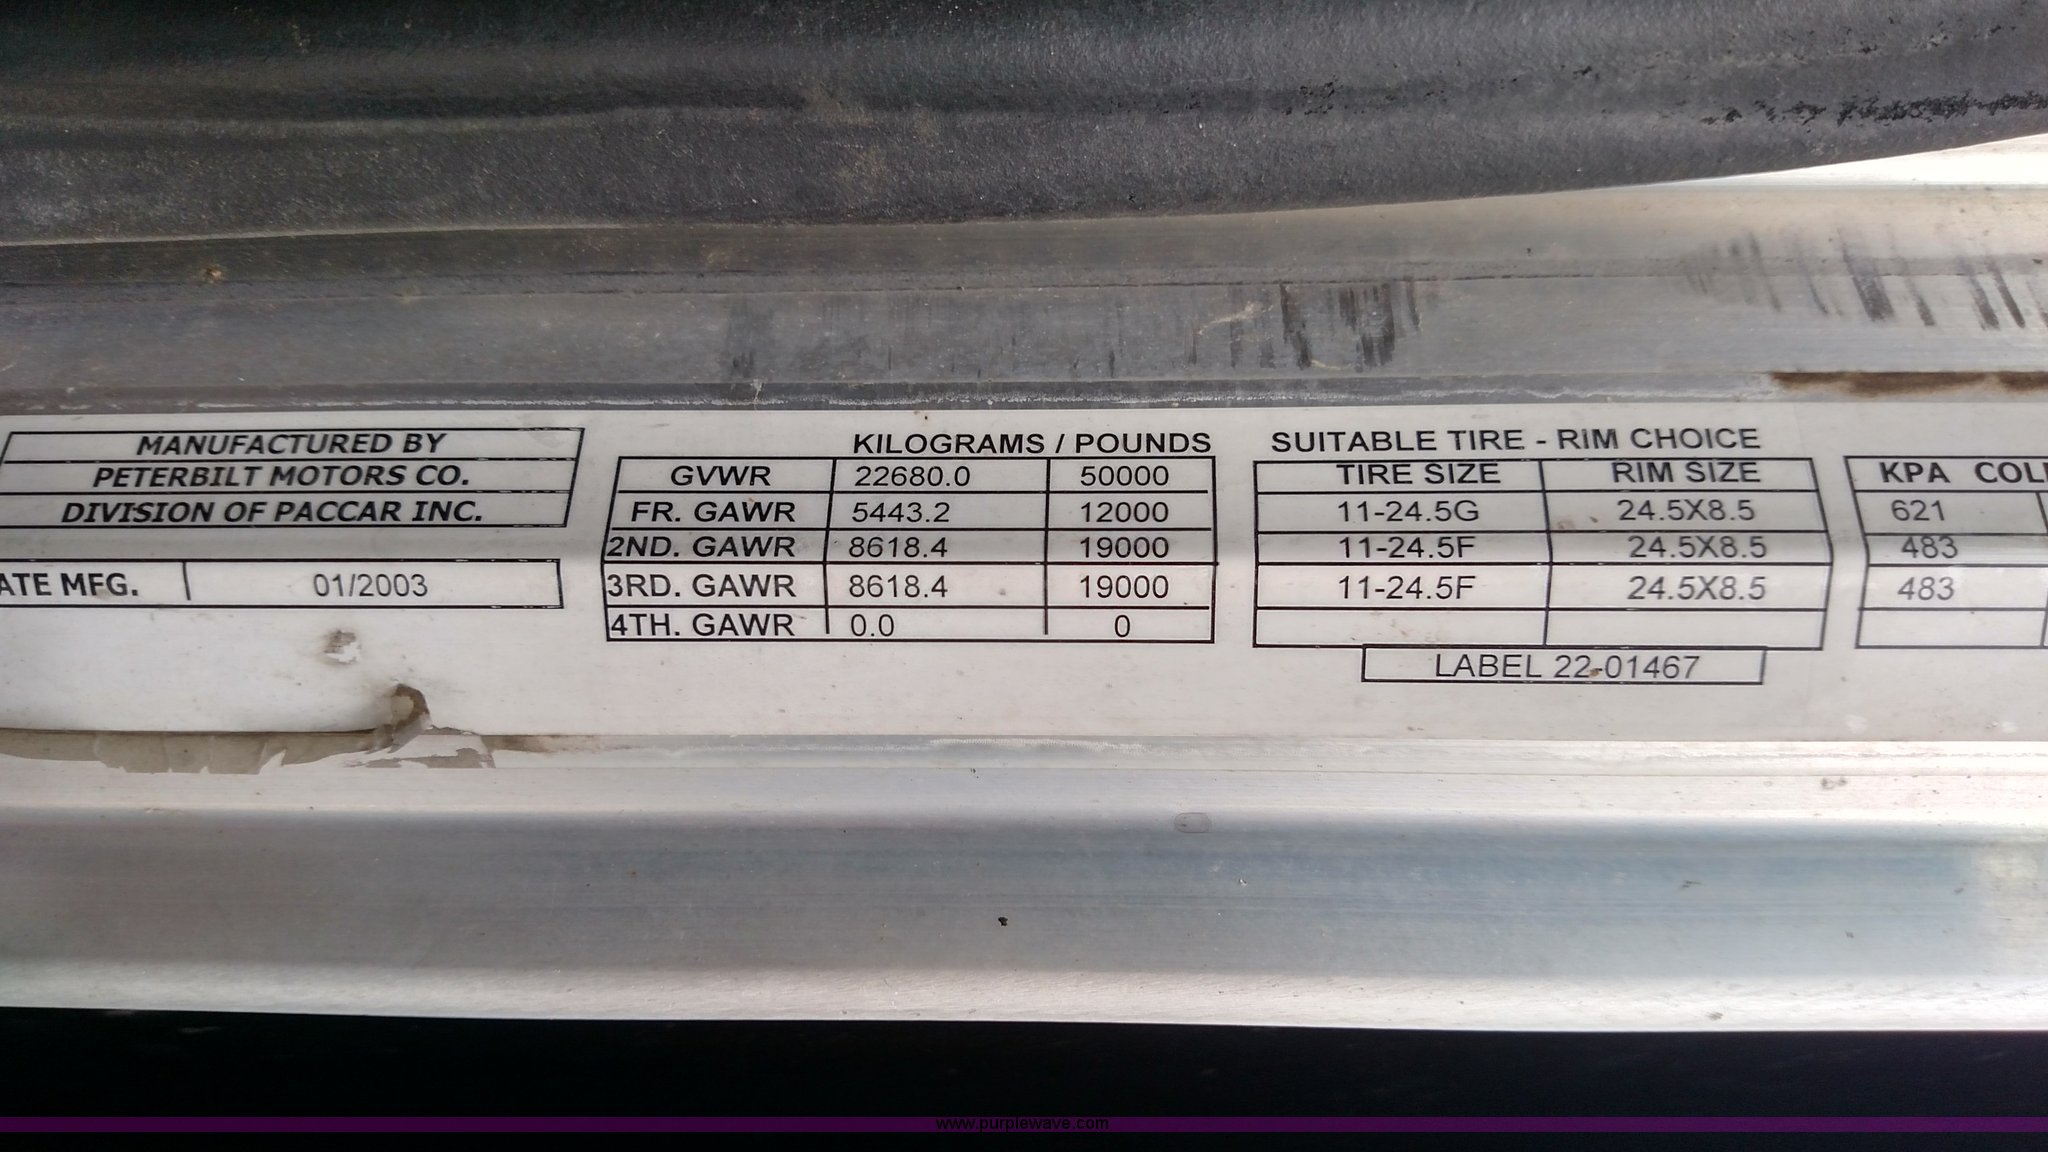 MANUFACTURED BY
PETERBILT MOTORS CO.
DIVISION OF PACCAR INC.
ATE MFG. 01/2003
KILOGRAMS / POUNDS
GVWR 22680.0 50000
FR. GAWR 5443.2 12000
2ND. GAWR 8618.4 19000
3RD. GAWR 8618.4 19000
4TH. GAWR 0.0 0
SUITABLE TIRE - RIM CHOICE
TIRE SIZE RIM SIZE
11-24.5G 24.5X8.5
11-24.5F 24.5X8.5
11-24.5F 24.5X8.5
LABEL 22-01467
KPA COL
621
483
483
www.purplewave.com